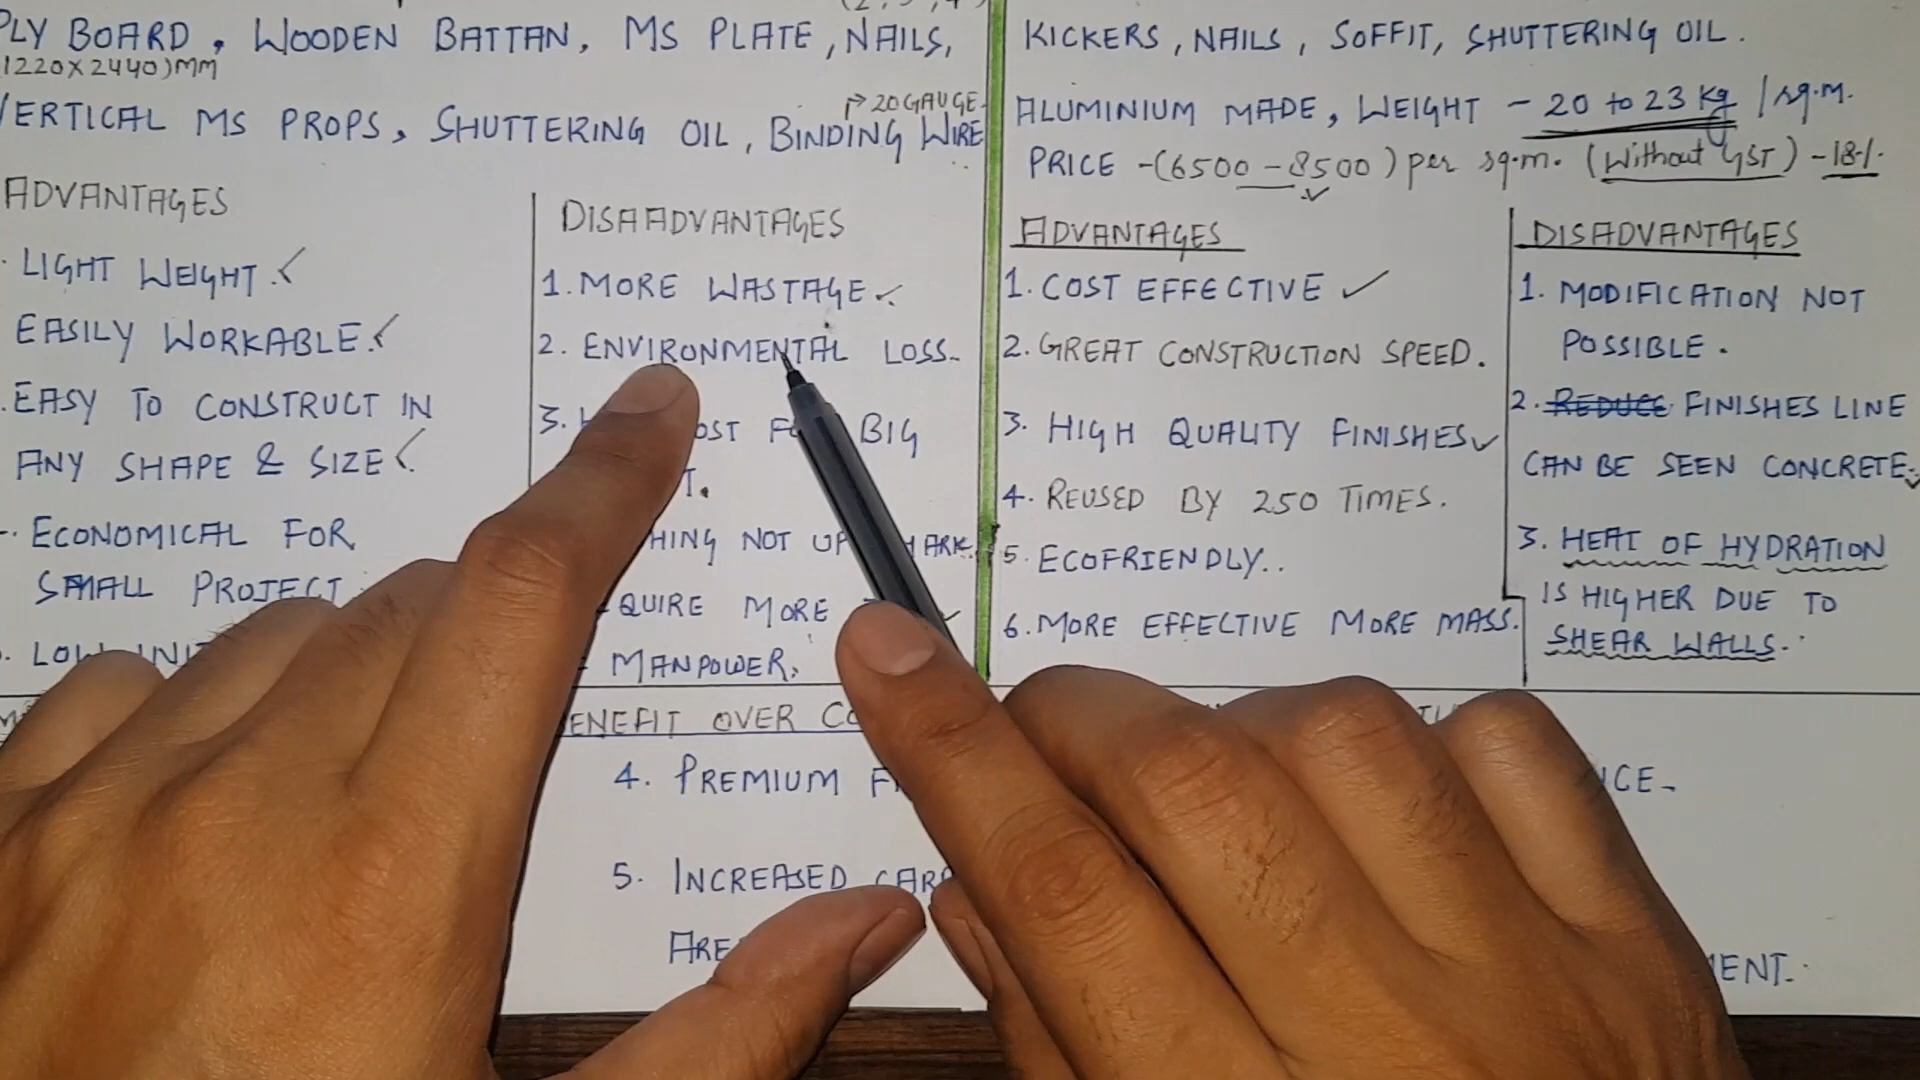 PLY BOARD, WOODEN BATTAN, MS PLATE, NAILS,
1220X2440)MM
20 GAUGE
VERTICAL MS PROPS, SHUTTERING OIL, BINDING WIRE
ADVANTAGES
LIGHT WEIGHT.
EASILY WORKABLE.
EASY TO CONSTRUCT IN
ANY SHAPE & SIZE
ECONOMICAL FOR
SMALL PROJECT
LOW
DISAADVANTAGES
1. MORE WASTAGE
2. ENVIRONMENTAL LOSS.
3. BIG
NOT UP
MORE
MANPOWER.
KICKERS, NAILS, SOFFIT, SHUTTERING OIL.
ALUMINIUM MADE, WEIGHT - 20 to 23 Kg / sq.m.
PRICE -(6500 - 8500) per sq.m. (Without GST) - 18%.
ADVANTAGES
1. COST EFFECTIVE
2. GREAT CONSTRUCTION SPEED.
3. HIGH QUALITY FINISHES
4. REUSED BY 250 TIMES.
5. ECOFRIENDLY..
6. MORE EFFECTIVE MORE MASS.
DISADVANTAGES
1. MODIFICATION NOT
POSSIBLE.
2. REDUCE FINISHES LINE
CAN BE SEEN CONCRETE.
3. HEAT OF HYDRATION
IS HIGHER DUE TO
SHEAR WALLS.
OVER
4. PREMIUM
5. INCREASED